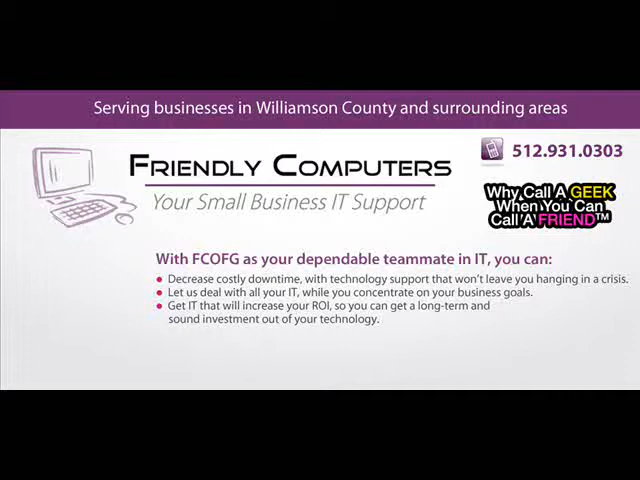 Serving businesses in Williamson County and surrounding areas
512.931.0303
FRIENDLY COMPUTERS
Your Small Business IT Support
Why Call A GEEK
When You Can
Call A FRIEND™
With FCOFG as your dependable teammate in IT, you can:
• Decrease costly downtime, with technology support that won't leave you hanging in a crisis.
• Let us deal with all your IT, while you concentrate on your business goals.
• Get IT that will increase your ROI, so you can get a long-term and
sound investment out of your technology.